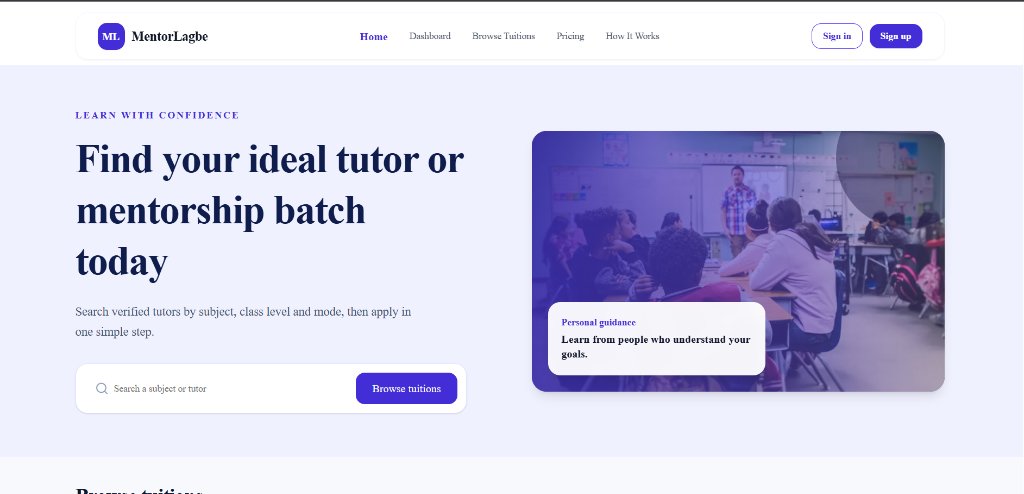 ML MentorLagbe
Home Dashboard Browse Tuitions Pricing How It Works
Sign in Sign up
LEARN WITH CONFIDENCE
Find your ideal tutor or
mentorship batch
today
Search verified tutors by subject, class level and mode, then apply in
one simple step.
Search a subject or tutor
Browse tuitions
Personal guidance
Learn from people who understand your
goals.
Browse tuitions